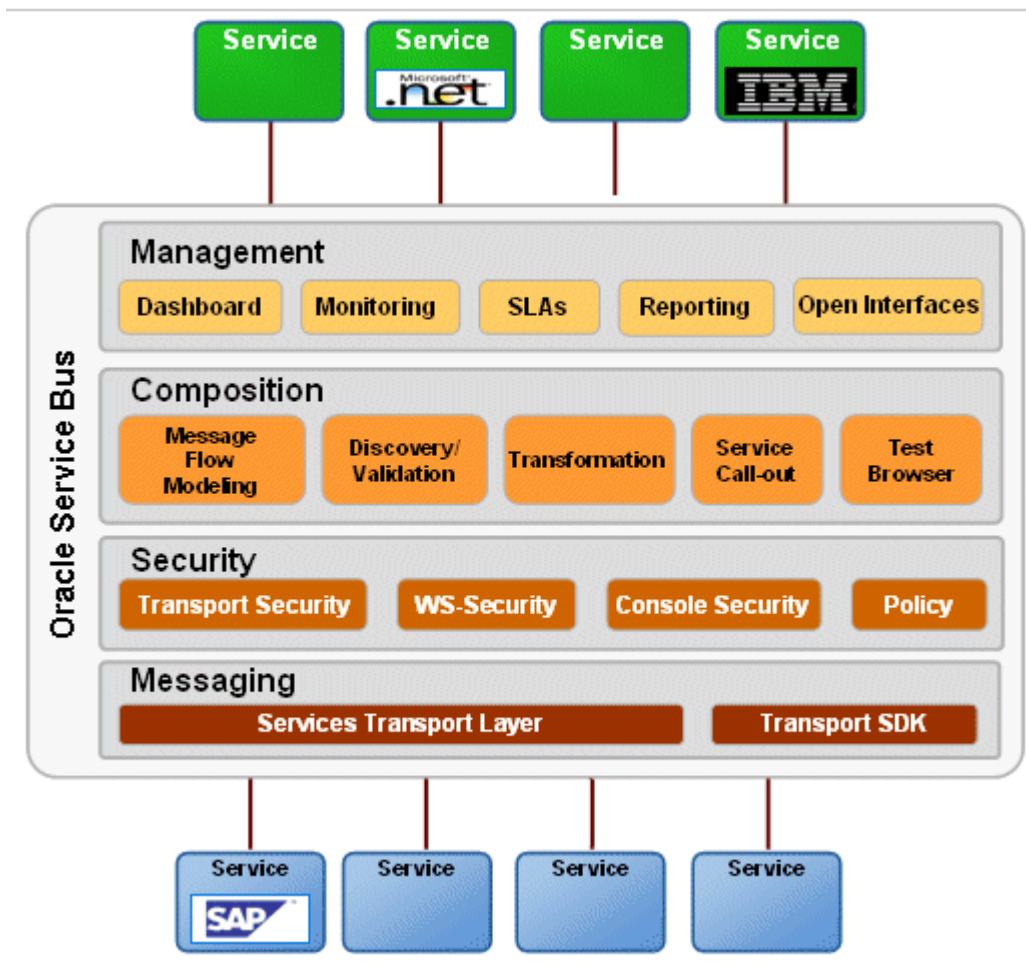 Service
Service
Service
Service
Microsoft
.net
IBM
Oracle Service Bus
Management
Dashboard
Monitoring
SLAs
Reporting
Open Interfaces
Composition
Message
Flow
Modeling
Discovery/
Validation
Transformation
Service
Call-out
Test
Browser
Security
Transport Security
WS-Security
Console Security
Policy
Messaging
Services Transport Layer
Transport SDK
Service
SAP
Service
Service
Service